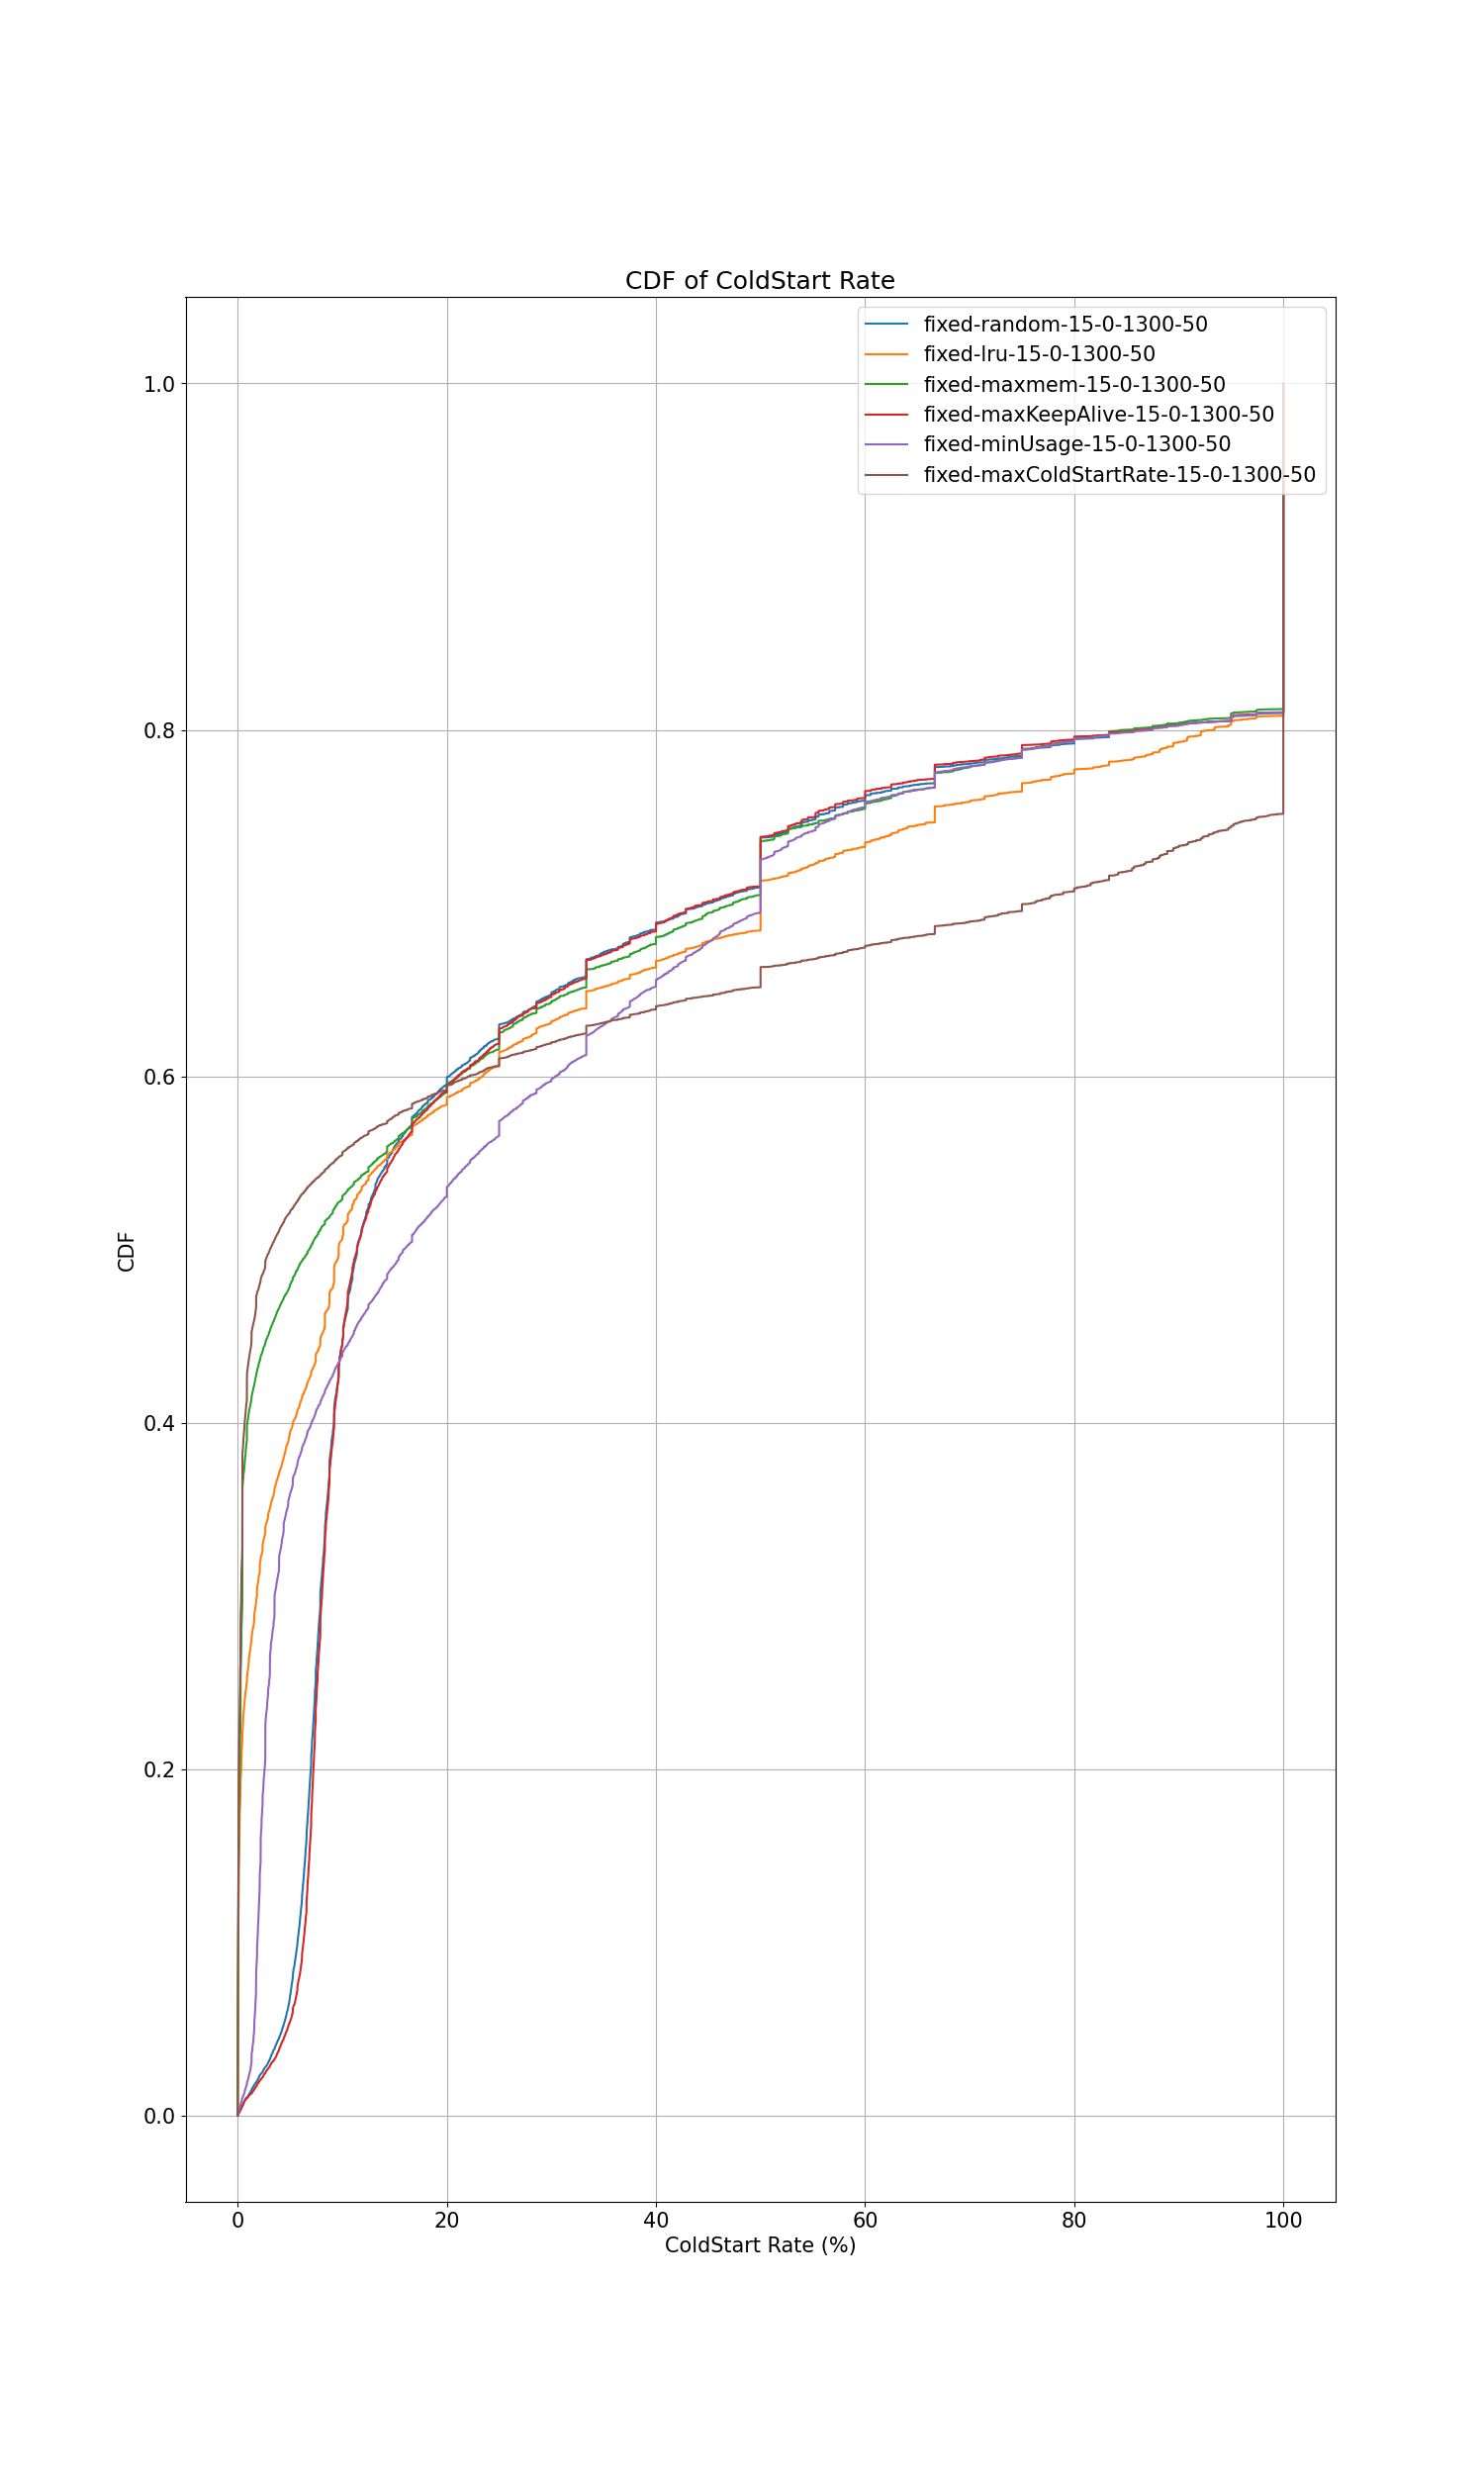 CDF of ColdStart Rate
fixed-random-15-0-1300-50
fixed-lru-15-0-1300-50
fixed-maxmem-15-0-1300-50
fixed-maxKeepAlive-15-0-1300-50
fixed-minUsage-15-0-1300-50
fixed-maxColdStartRate-15-0-1300-50
1.0
0.8
0.6
CDF
0.4
0.2
0.0
0 20 40 60 80 100
ColdStart Rate (%)